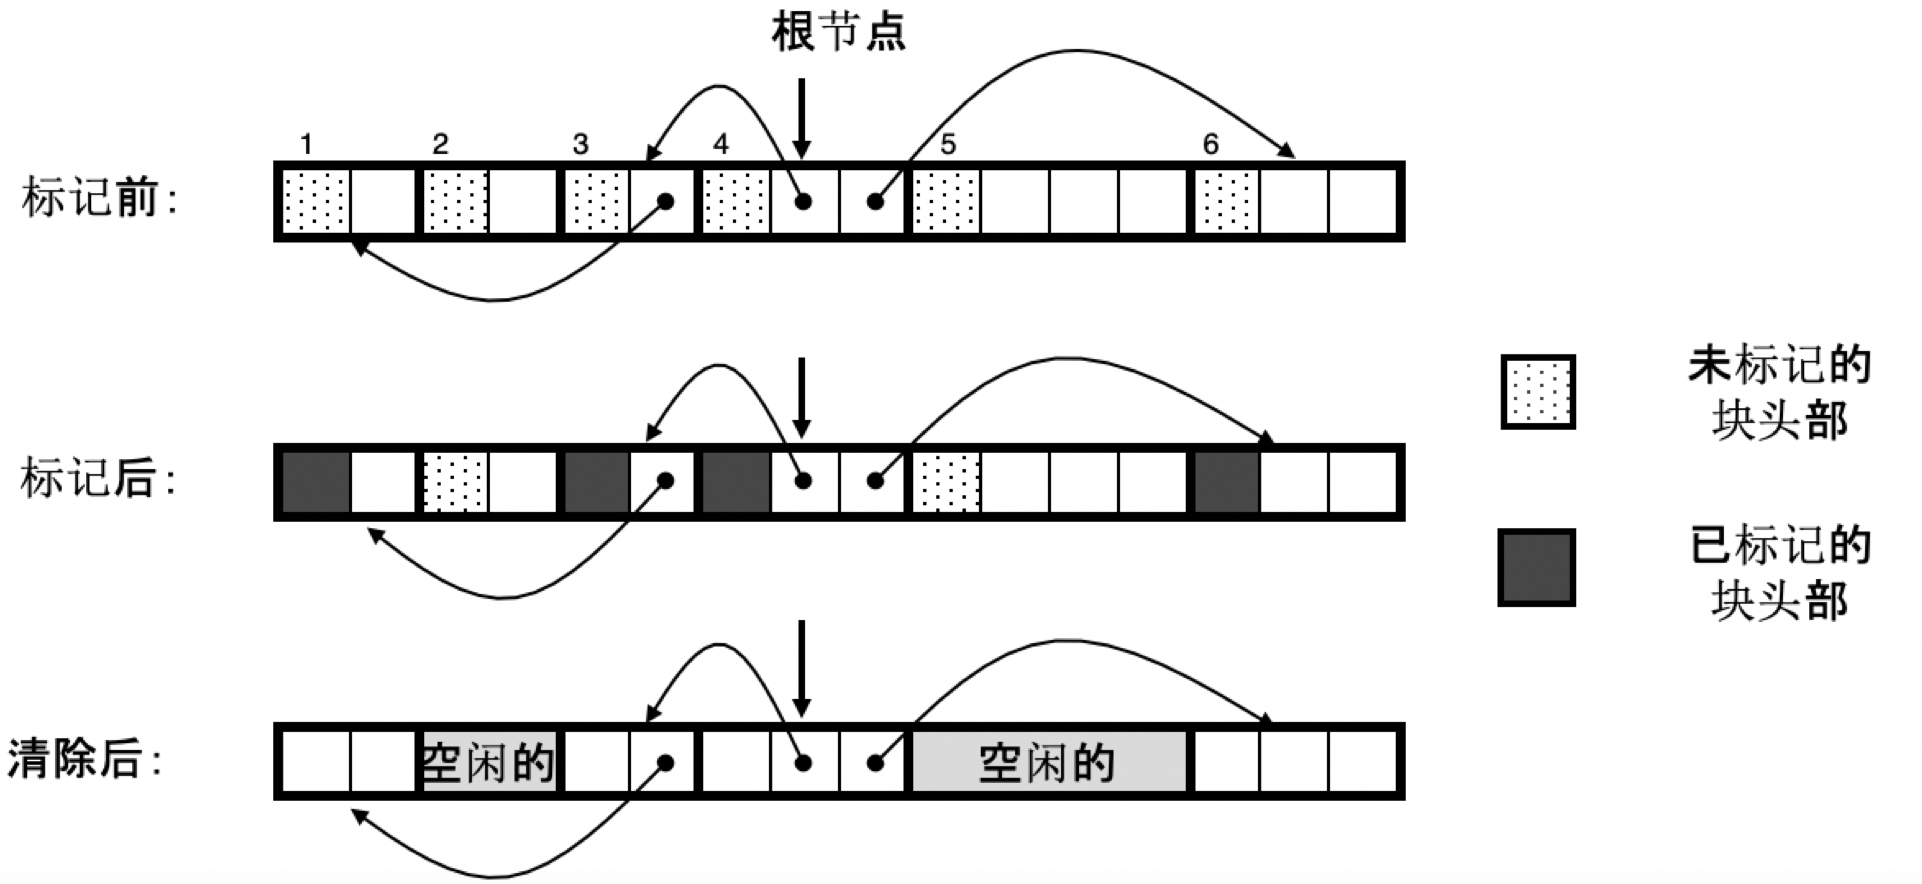 根节点
1 2 3 4 5 6
标记前:
未标记的
块头部
标记后:
已标记的
块头部
清除后:
空闲的 空闲的